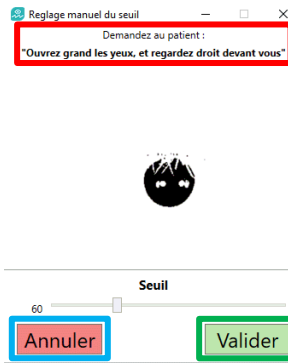 Reglage manuel du seuil
Demandez au patient :
"Ouvrez grand les yeux, et regardez droit devant vous"
Seuil
60
Annuler
Valider